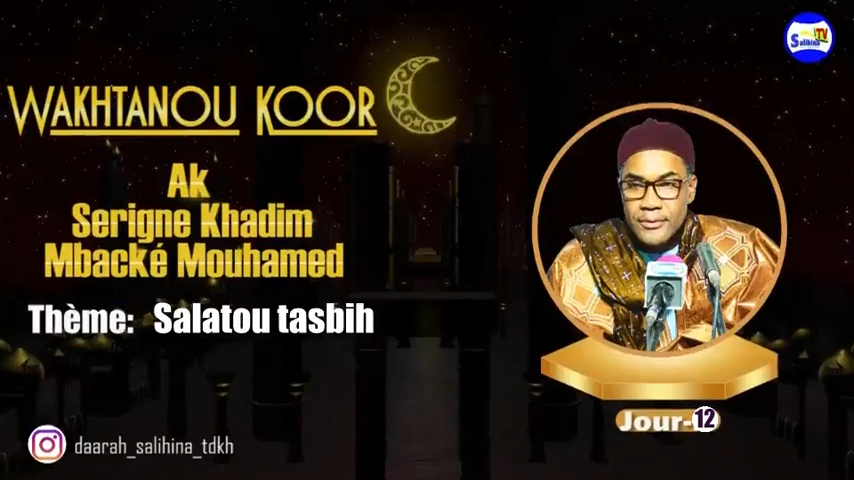 WAKHTANOU KOOR
Ak
Serigne Khadim
Mbacké Mouhamed
Thème: Salatou tasbih
Jour-12
daarah_salihina_tdkh
Salihina TV